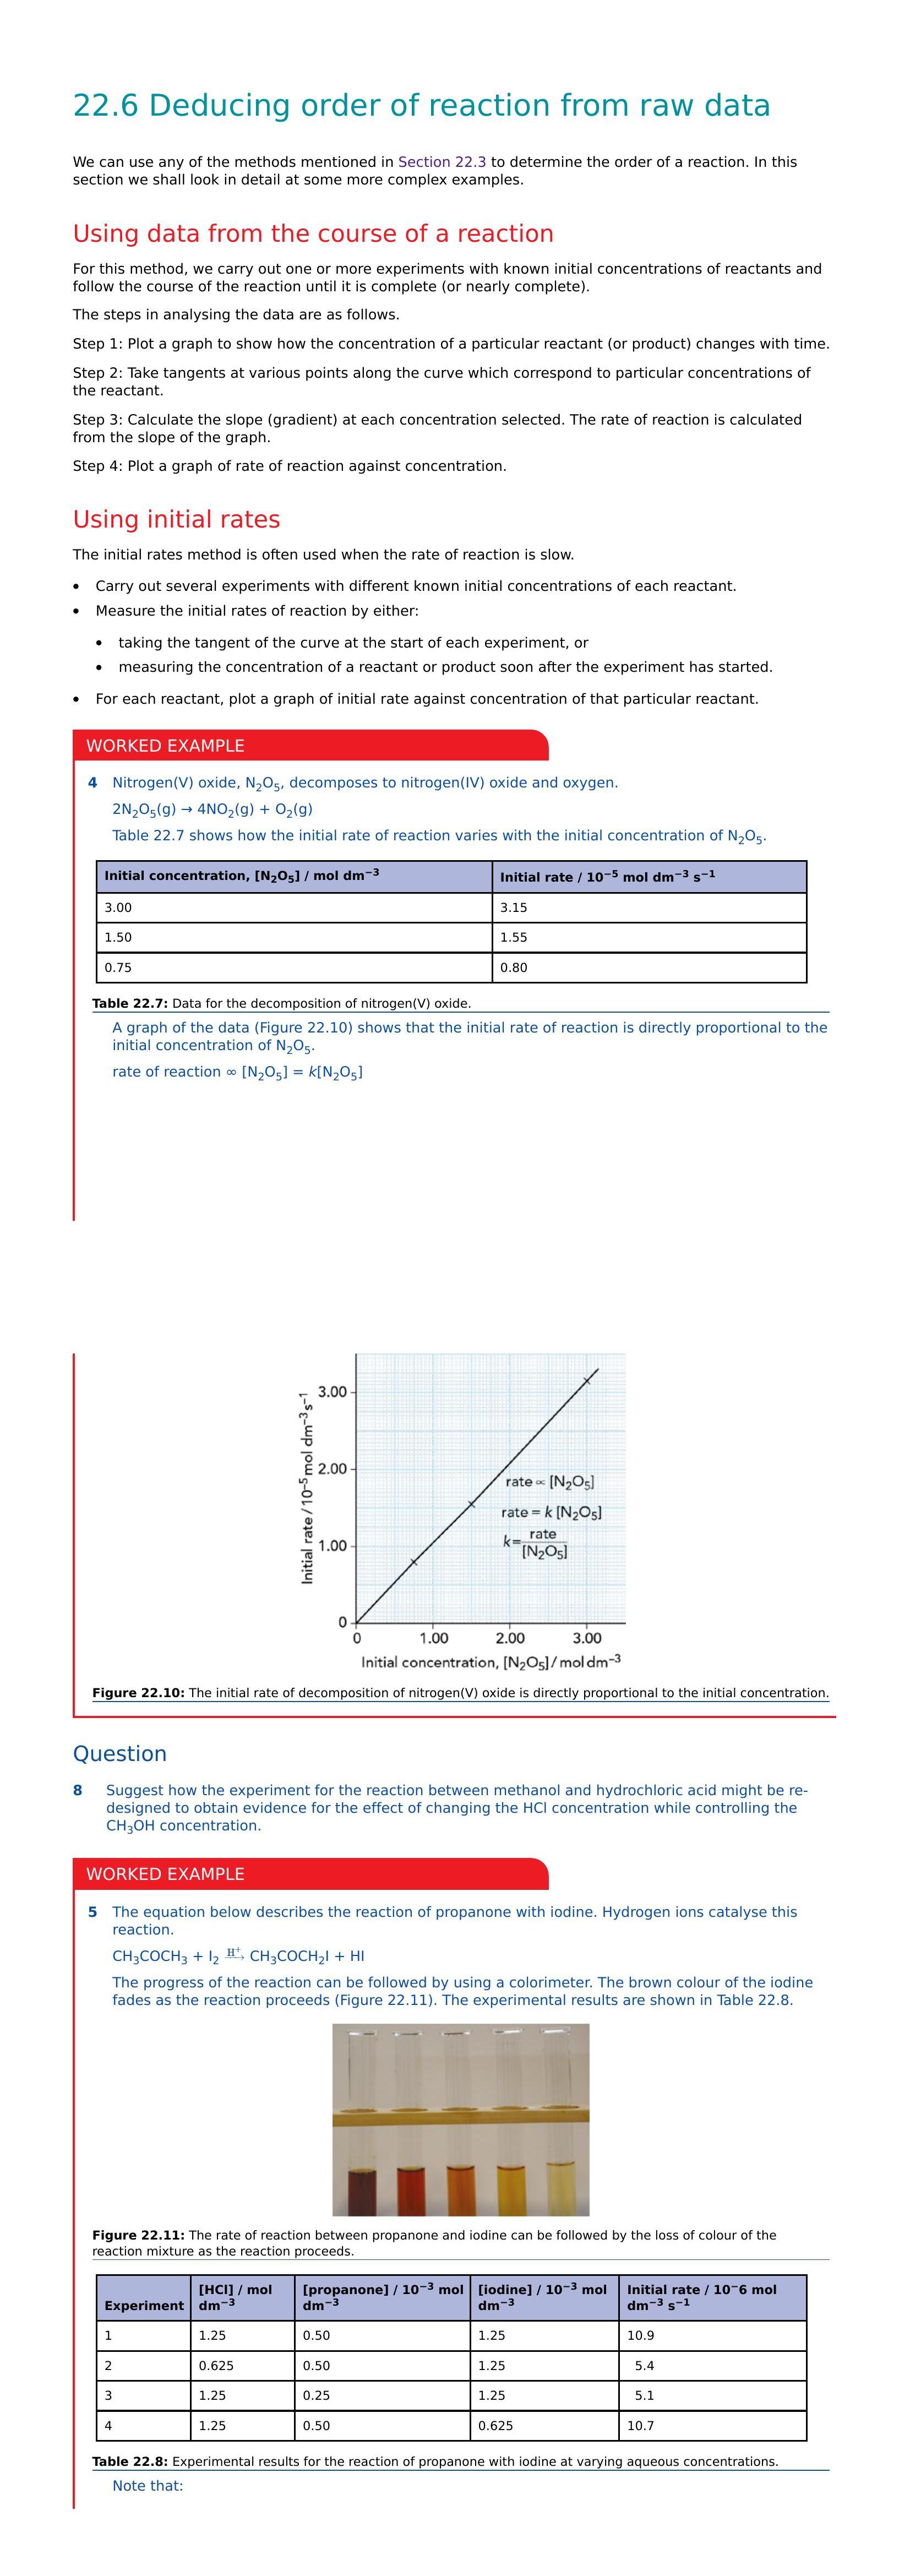 22.6 Deducing order of reaction from raw data
We can use any of the methods mentioned in Section 22.3 to determine the order of a reaction. In this
section we shall look in detail at some more complex examples.
Using data from the course of a reaction
For this method, we carry out one or more experiments with known initial concentrations of reactants and
follow the course of the reaction until it is complete (or nearly complete).
The steps in analysing the data are as follows.
Step 1: Plot a graph to show how the concentration of a particular reactant (or product) changes with time.
Step 2: Take tangents at various points along the curve which correspond to particular concentrations of
the reactant.
Step 3: Calculate the slope (gradient) at each concentration selected. The rate of reaction is calculated
from the slope of the graph.
Step 4: Plot a graph of rate of reaction against concentration.
Using initial rates
The initial rates method is often used when the rate of reaction is slow.
• Carry out several experiments with different known initial concentrations of each reactant.
• Measure the initial rates of reaction by either:
• taking the tangent of the curve at the start of each experiment, or
• measuring the concentration of a reactant or product soon after the experiment has started.
• For each reactant, plot a graph of initial rate against concentration of that particular reactant.
WORKED EXAMPLE
4 Nitrogen(V) oxide, N₂O₅, decomposes to nitrogen(IV) oxide and oxygen.
2N₂O₅(g) → 4NO₂(g) + O₂(g)
Table 22.7 shows how the initial rate of reaction varies with the initial concentration of N₂O₅.
Initial concentration, [N₂O₅] / mol dm⁻³ Initial rate / 10⁻⁵ mol dm⁻³ s⁻¹
3.00 3.15
1.50 1.55
0.75 0.80
Table 22.7: Data for the decomposition of nitrogen(V) oxide.
A graph of the data (Figure 22.10) shows that the initial rate of reaction is directly proportional to the
initial concentration of N₂O₅.
rate of reaction ∞ [N₂O₅] = k[N₂O₅]
Initial rate / 10⁻⁵ mol dm⁻³ s⁻¹
3.00
2.00
1.00
0
rate ∝ [N₂O₅]
rate = k [N₂O₅]
k = rate
[N₂O₅]
0 1.00 2.00 3.00
Initial concentration, [N₂O₅] / mol dm⁻³
Figure 22.10: The initial rate of decomposition of nitrogen(V) oxide is directly proportional to the initial concentration.
Question
8 Suggest how the experiment for the reaction between methanol and hydrochloric acid might be re-
designed to obtain evidence for the effect of changing the HCl concentration while controlling the
CH₃OH concentration.
WORKED EXAMPLE
5 The equation below describes the reaction of propanone with iodine. Hydrogen ions catalyse this
reaction.
CH₃COCH₃ + I₂ H⁺→ CH₃COCH₂I + HI
The progress of the reaction can be followed by using a colorimeter. The brown colour of the iodine
fades as the reaction proceeds (Figure 22.11). The experimental results are shown in Table 22.8.
Figure 22.11: The rate of reaction between propanone and iodine can be followed by the loss of colour of the
reaction mixture as the reaction proceeds.
Experiment [HCl] / mol dm⁻³ [propanone] / 10⁻³ mol dm⁻³ [iodine] / 10⁻³ mol dm⁻³ Initial rate / 10⁻6 mol dm⁻³ s⁻¹
1 1.25 0.50 1.25 10.9
2 0.625 0.50 1.25 5.4
3 1.25 0.25 1.25 5.1
4 1.25 0.50 0.625 10.7
Table 22.8: Experimental results for the reaction of propanone with iodine at varying aqueous concentrations.
Note that: